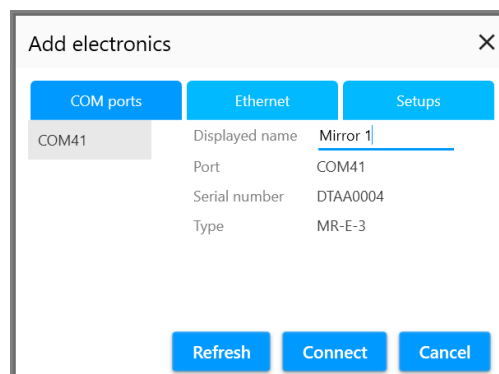 Add electronics
COM ports Ethernet Setups
COM41
Displayed name Mirror 1
Port COM41
Serial number DTAA0004
Type MR-E-3
Refresh Connect Cancel